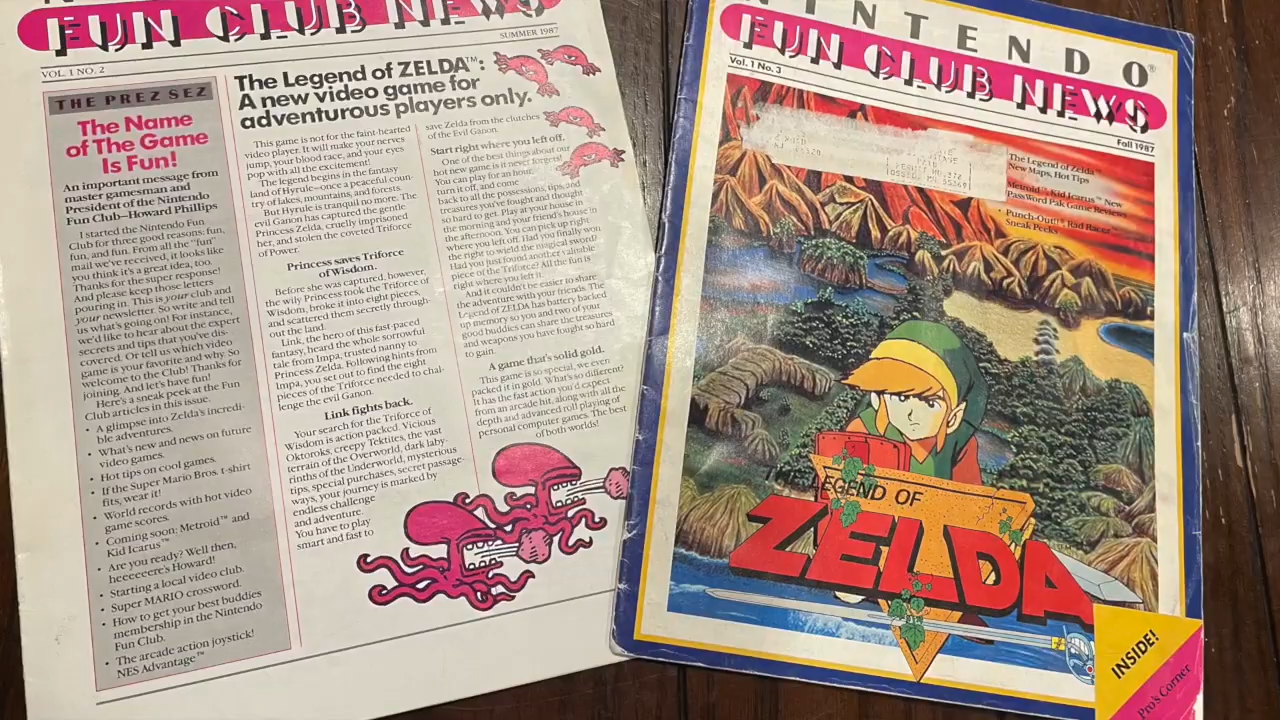 FUN CLUB NEWS
VOL. 1 NO. 2
SUMMER 1987
THE PREZ SEZ
The Name
of The Game
Is Fun!
An important message from
master gamesman and
President of the Nintendo
Fun Club–Howard Phillips
I started the Nintendo Fun
Club for three good reasons: fun,
fun, and fun. From all the "fun"
mail we've received, it looks like
you think it's a great idea, too.
Thanks for the super response!
And please keep those letters
pouring in. This is your club and
your newsletter. So write and tell
us what's going on! For instance,
we'd like to hear about the expert
secrets and tips that you've dis-
covered. Or tell us which video
game is your favorite and why. So
welcome to the Club! Thanks for
joining. And let's have fun!
Here's a sneak peek at the Fun
Club articles in this issue.
• A glimpse into Zelda's incredi-
ble adventures.
• What's new and news on future
video games.
• Hot tips on cool games.
• If the Super Mario Bros. t-shirt
fits, wear it!
• World records with hot video
game scores.
• Coming soon: Metroid™ and
Kid Icarus™
• Are you ready? Well then,
heeeeere's Howard!
• Starting a local video club.
• Super MARIO crossword.
• How to get your best buddies
membership in the Nintendo
Fun Club.
• The arcade action joystick!
NES Advantage™
The Legend of ZELDA™:
A new video game for
adventurous players only.
This game is not for the faint-hearted
video player. It will make your nerves
jump, your blood race, and your eyes
pop with all the excitement!
The legend begins in the fantasy
land of Hyrule–once a peaceful coun-
try of lakes, mountains, and forests.
But Hyrule is tranquil no more. The
evil Ganon has captured the gentle
Princess Zelda, cruelly imprisoned
her, and stolen the coveted Triforce
of Power.
Princess saves Triforce
of Wisdom.
Before she was captured, however,
the wily Princess took the Triforce of
Wisdom, broke it into eight pieces,
and scattered them secretly through-
out the land.
Link, the hero of this fast-paced
fantasy, heard the whole sorrowful
tale from Impa, trusted nanny to
Princess Zelda. Following hints from
Impa, you set out to find the eight
pieces of the Triforce needed to chal-
lenge the evil Ganon.
Link fights back.
Your search for the Triforce of
Wisdom is action packed. Vicious
Oktoroks, creepy Tektites, the vast
terrain of the Overworld, dark laby-
rinths of the Underworld, mysterious
tips, special purchases, secret passage-
ways, your journey is marked by
endless challenge
and adventure.
You have to play
smart and fast to
save Zelda from the clutches
of the Evil Ganon.
Start right where you left off.
One of the best things about our
hot new game is it never forgets!
You can play for an hour,
turn it off, and come
back to all the possessions, tips, and
treasures you've fought and thought
so hard to get. Play at your house in
the morning and your friend's house in
the afternoon. You can pick up right
where you left off. Had you finally won
the right to wield the magical sword?
Had you just found another valuable
piece of the Triforce? All the fun is
right where you left it.
And it couldn't be easier to share
the adventure with your friends. The
Legend of ZELDA has battery backed
up memory so you and two of your
good buddies can share the treasures
and weapons you have fought so hard
to gain.
A game that's solid gold.
This game is so special, we even
packed it in gold. What's so different?
It has the fast action you'd expect
from an arcade hit, along with all the
depth and advanced roll playing of
personal computer games. The best
of both worlds!
NINTENDO®
FUN CLUB NEWS
Vol. 1 No. 3
Fall 1987
The Legend of Zelda™
New Maps, Hot Tips
Metroid™ Kid Icarus™ New
PassWord Pak Game Reviews
• Punch-Out!!® Rad Racer™
Sneak Peeks
THE LEGEND OF
ZELDA
INSIDE!
Pro's Corner